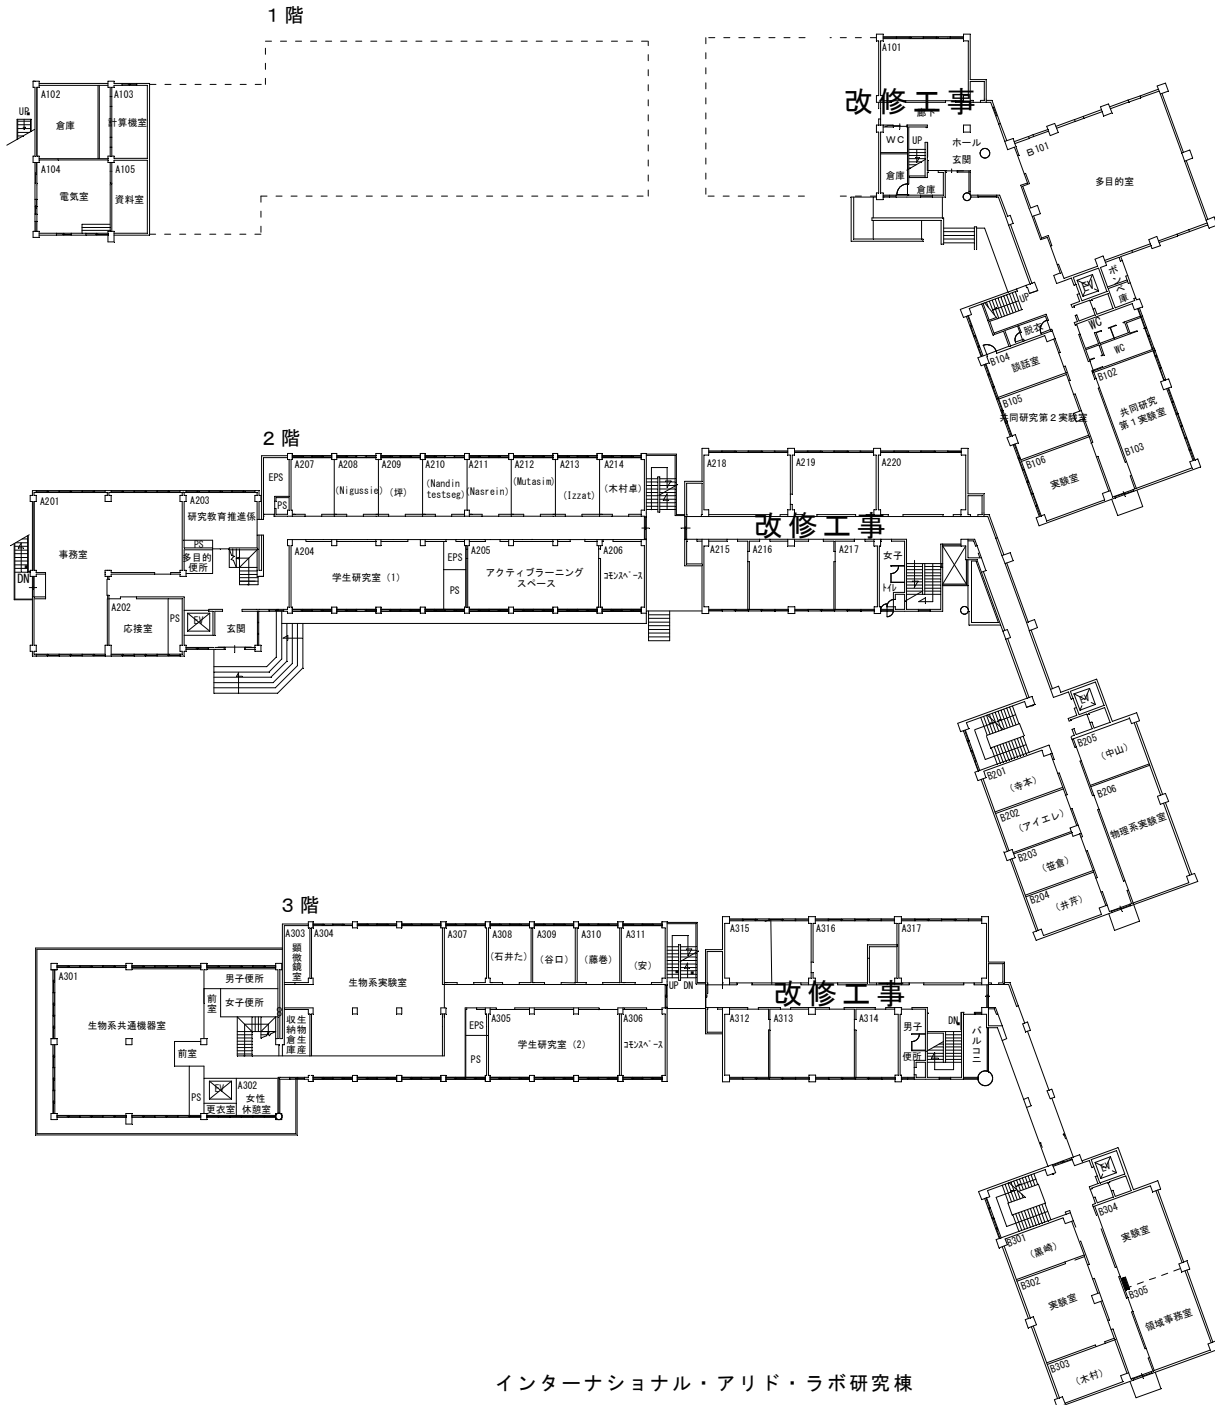 1階
A102
倉庫
A103
計算機室
UP
A104
電気室
A105
資料室
A101
改修工事
廊下
WC
UP
ホール
玄関
倉庫
倉庫
B101
多目的室
EV
ボンベ庫
UP
脱衣
WC
WC
B104
談話室
B102
B105
共同研究第2実験室
共同研究
第1実験室
B103
B106
実験室
2階
EPS
PS
A207
A208
(Nigussie)
A209
(坪)
A210
(Nandin
testseg)
A211
(Nasrein)
A212
(Mutasim)
A213
(Izzat)
A214
(木村卓)
A218
A219
A220
A201
事務室
A203
研究教育推進係
PS
多目的
便所
DN
A202
応接室
PS
EV
玄関
A204
学生研究室(1)
EPS
PS
A205
アクティブラーニング
スペース
A206
コモンスペース
改修工事
A215
A216
A217
女子
トイレ
EV
B205
(中山)
B201
(寺本)
B202
(アイエレ)
B206
物理系実験室
B203
(笹倉)
B204
(井芹)
3階
A303
顕微鏡室
A304
生物系実験室
A307
A308
(石井た)
A309
(谷口)
A310
(藤巻)
A311
(安)
UP DN
A315
A316
A317
改修工事
A301
生物系共通機器室
男子便所
前室
女子便所
前室
PS
EV
更衣室
A302
女性
休憩室
生物生産
収納倉庫
EPS
PS
A305
学生研究室(2)
A306
コモンスペース
A312
A313
A314
男子
便所
DN
バルコニ
EV
B304
実験室
B301
(黒崎)
B302
実験室
B305
領域事務室
B303
(木村)
インターナショナル・アリド・ラボ研究棟